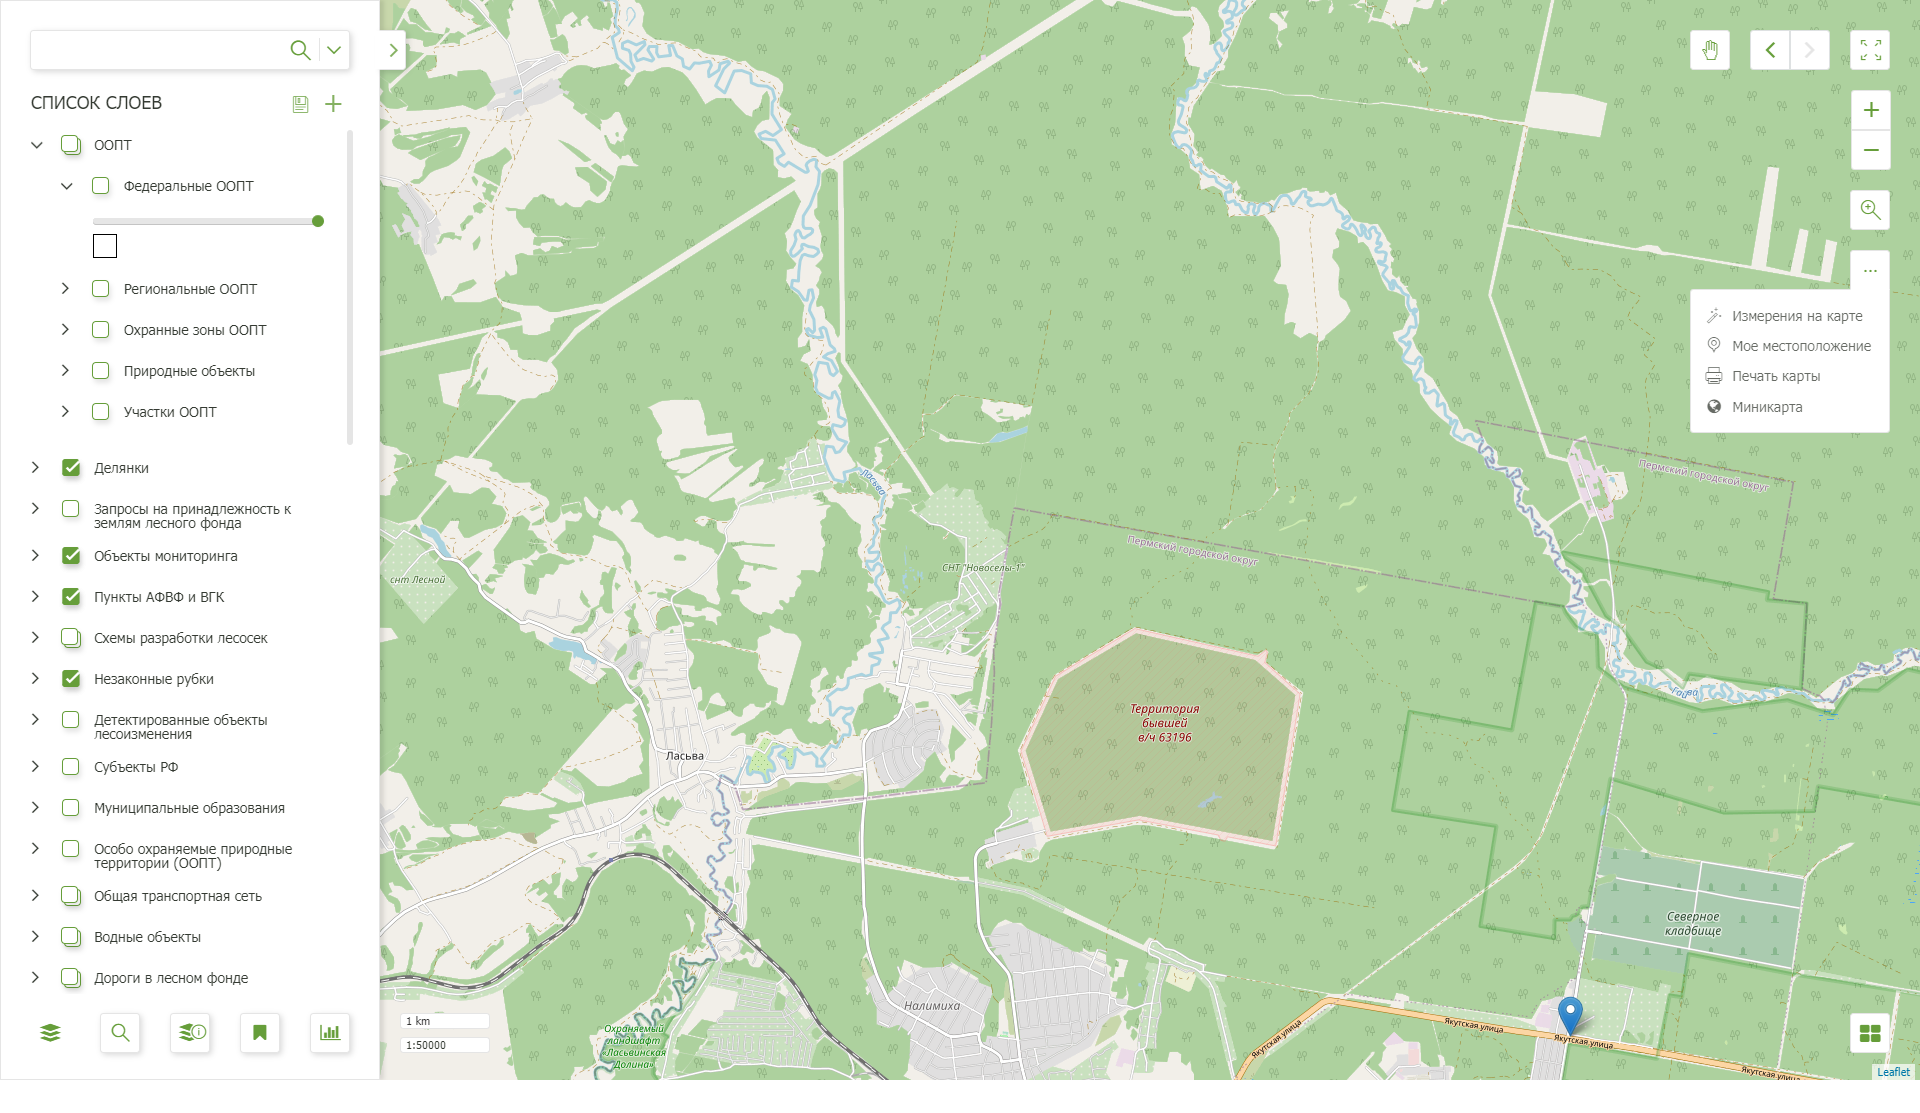 СПИСОК СЛОЕВ
ООПТ
Федеральные ООПТ
Региональные ООПТ
Охранные зоны ООПТ
Природные объекты
Участки ООПТ
Делянки
Запросы на принадлежность к
землям лесного фонда
Объекты мониторинга
Пункты АФВФ и ВГК
Схемы разработки лесосек
Незаконные рубки
Детектированные объекты
лесоизменения
Субъекты РФ
Муниципальные образования
Особо охраняемые природные
территории (ООПТ)
Общая транспортная сеть
Водные объекты
Дороги в лесном фонде
Измерения на карте
Мое местоположение
Печать карты
Миникарта
Пермский городской округ
Ласьва
Пермский городской округ
СНТ "Новоселы-1"
снт Лесной
Гайва
Территория
бывшей
в/ч 63196
Ласьва
Северное
кладбище
Налимиха
1 km
1:50000
Охраняемый
ландшафт
«Ласьвинская
Долина»
Якутская улица
Якутская улица
Якутская улица
Якутская улица
Leaflet